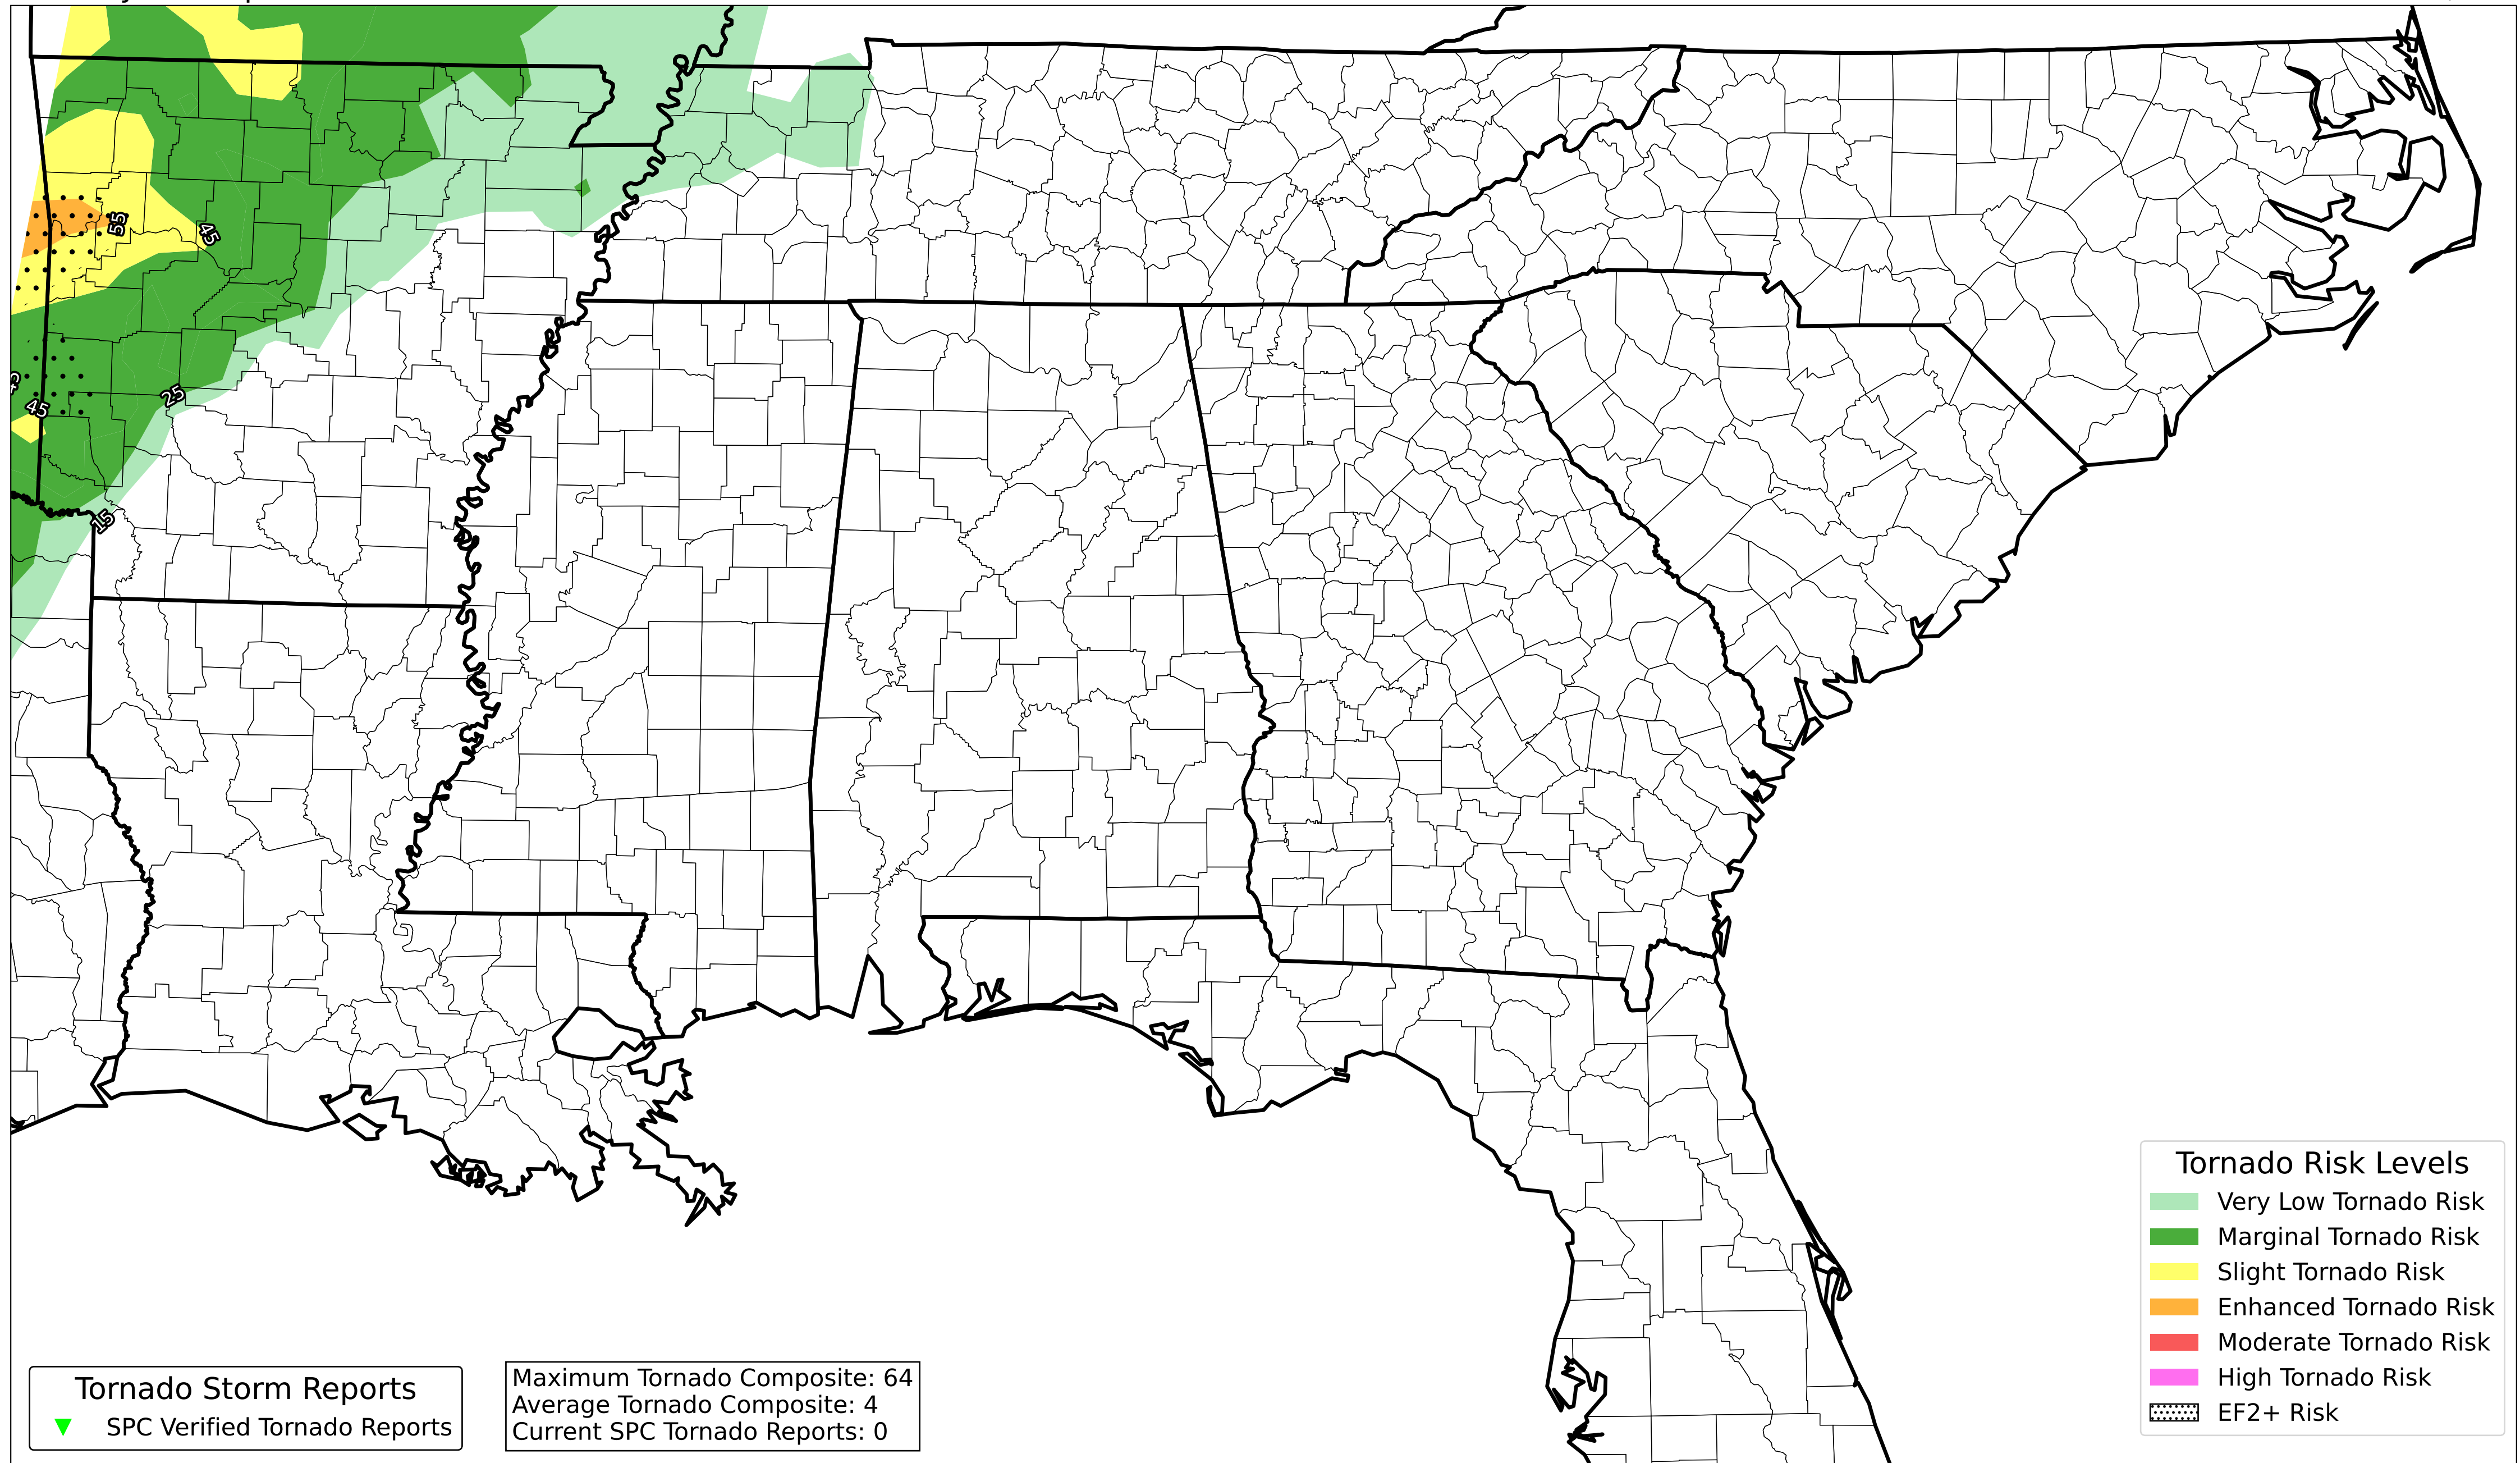 55
45
45
25
15
Tornado Risk Levels
Very Low Tornado Risk
Marginal Tornado Risk
Slight Tornado Risk
Enhanced Tornado Risk
Moderate Tornado Risk
High Tornado Risk
EF2+ Risk
Tornado Storm Reports
SPC Verified Tornado Reports
Maximum Tornado Composite: 64
Average Tornado Composite: 4
Current SPC Tornado Reports: 0